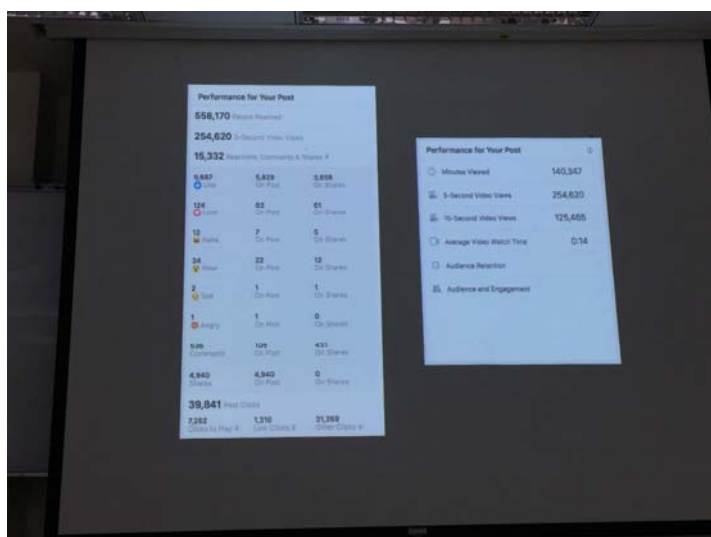 Performance for Your Post
558,170 People Reached
254,620 3-Second Video Views
15,332 Reactions, Comments & Shares
9,687 5,829 3,858
Like On Post On Shares
124 63 61
Love On Post On Shares
12 7 5
Haha On Post On Shares
34 22 12
Wow On Post On Shares
2 1 1
Sad On Post On Shares
1 1 0
Angry On Post On Shares
431
Comments On Post On Shares
4,940 4,940 0
Shares On Post On Shares
39,841 Post Clicks
7,262 1,310 31,269
Clicks to Play Link Clicks Other Clicks
Performance for Your Post
Minutes Viewed 140,347
3-Second Video Views 254,620
10-Second Video Views 125,465
Average Video Watch Time 0:14
Audience Retention
Audience and Engagement